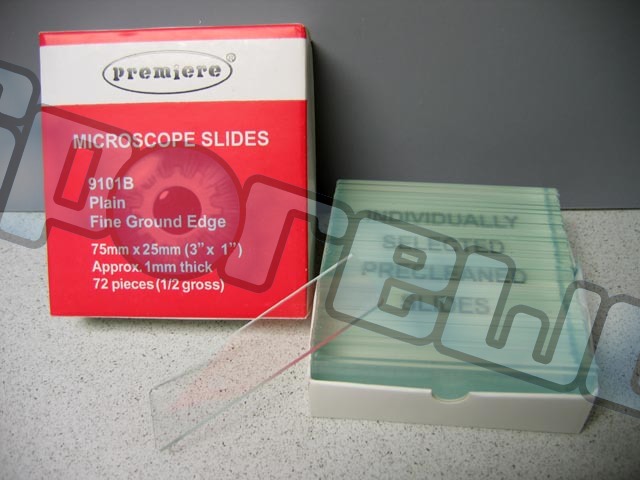 premiere®
MICROSCOPE SLIDES
9101B
Plain
Fine Ground Edge
75mm x 25mm (3" x 1")
Approx. 1mm thick
72 pieces (1/2 gross)
INDIVIDUALLY
SELECTED
PRECLEANED
SLIDES